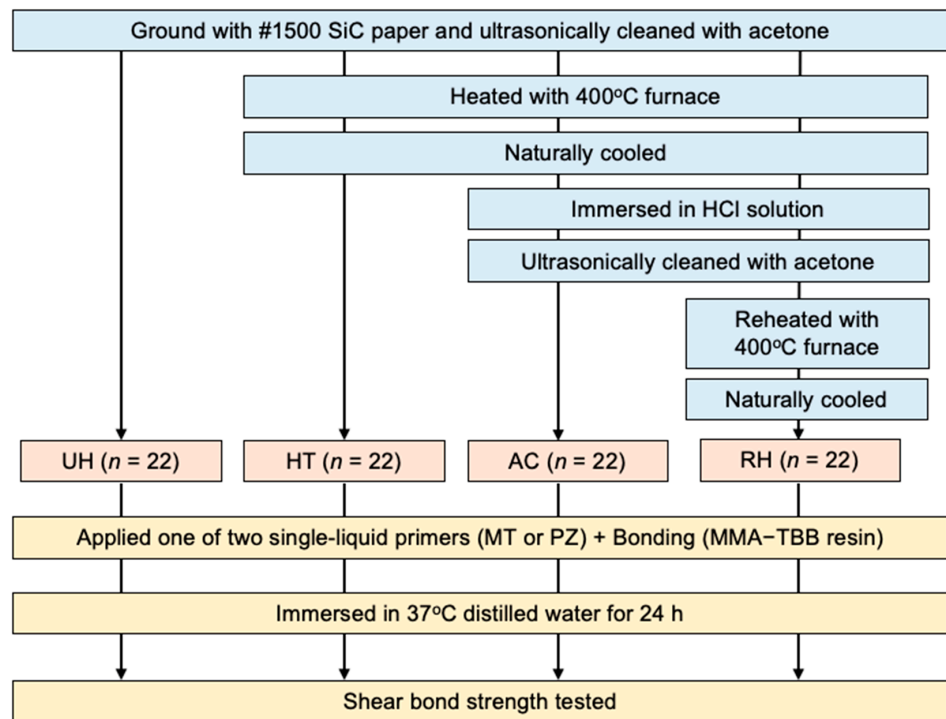 Ground with #1500 SiC paper and ultrasonically cleaned with acetone
Heated with 400°C furnace
Naturally cooled
Immersed in HCl solution
Ultrasonically cleaned with acetone
Reheated with
400°C furnace
Naturally cooled
UH (n = 22)
HT (n = 22)
AC (n = 22)
RH (n = 22)
Applied one of two single-liquid primers (MT or PZ) + Bonding (MMA−TBB resin)
Immersed in 37°C distilled water for 24 h
Shear bond strength tested